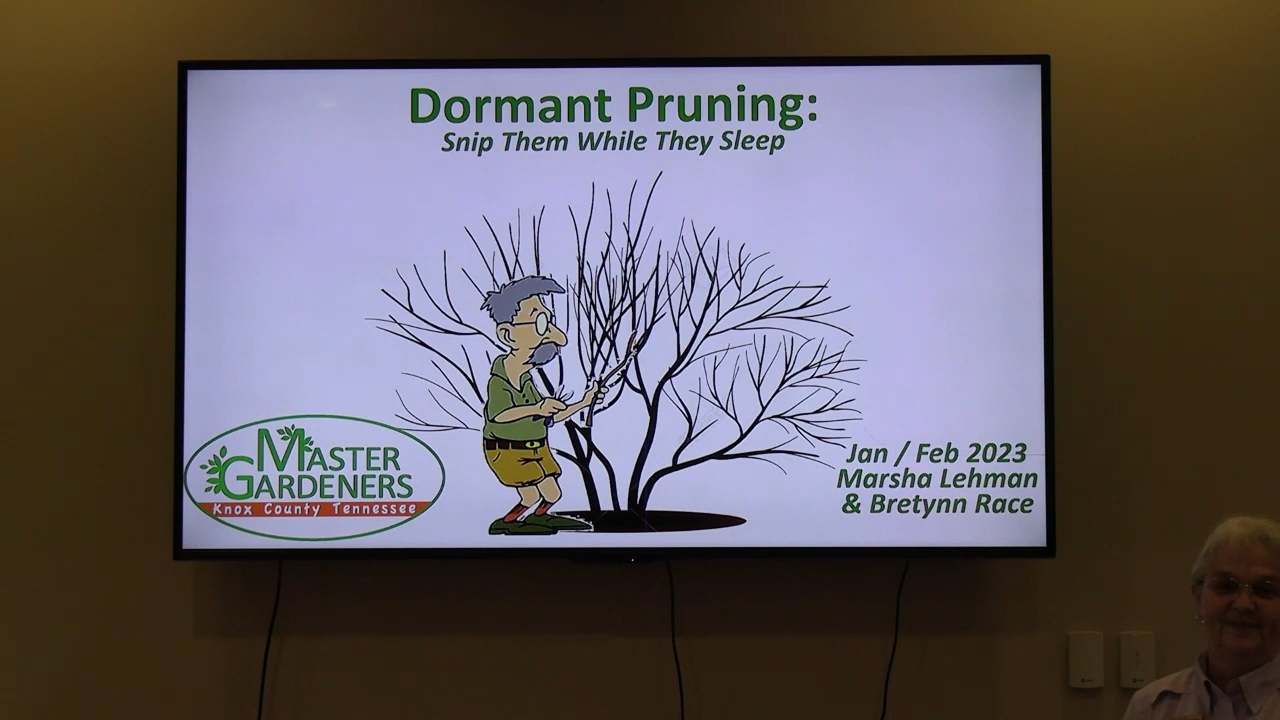 Dormant Pruning:
Snip Them While They Sleep
MASTER
GARDENERS
Knox County Tennessee
Jan / Feb 2023
Marsha Lehman
& Bretynn Race